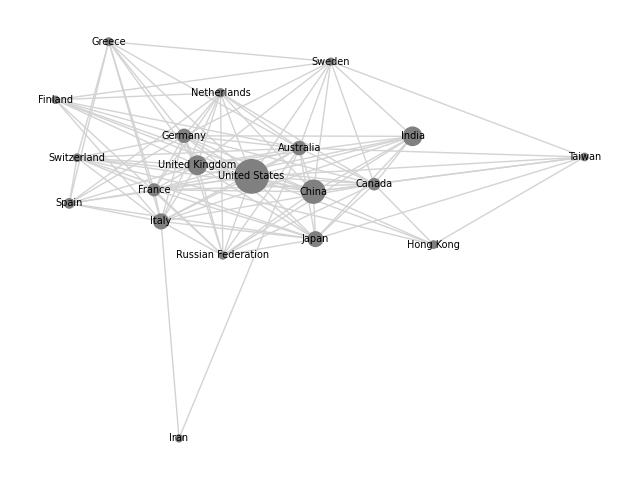 Greece
Sweden
Netherlands
Finland
Germany
India
Australia
Switzerland
Taiwan
United Kingdom
United States
Canada
France
China
Spain
Italy
Japan
Hong Kong
Russian Federation
Iran